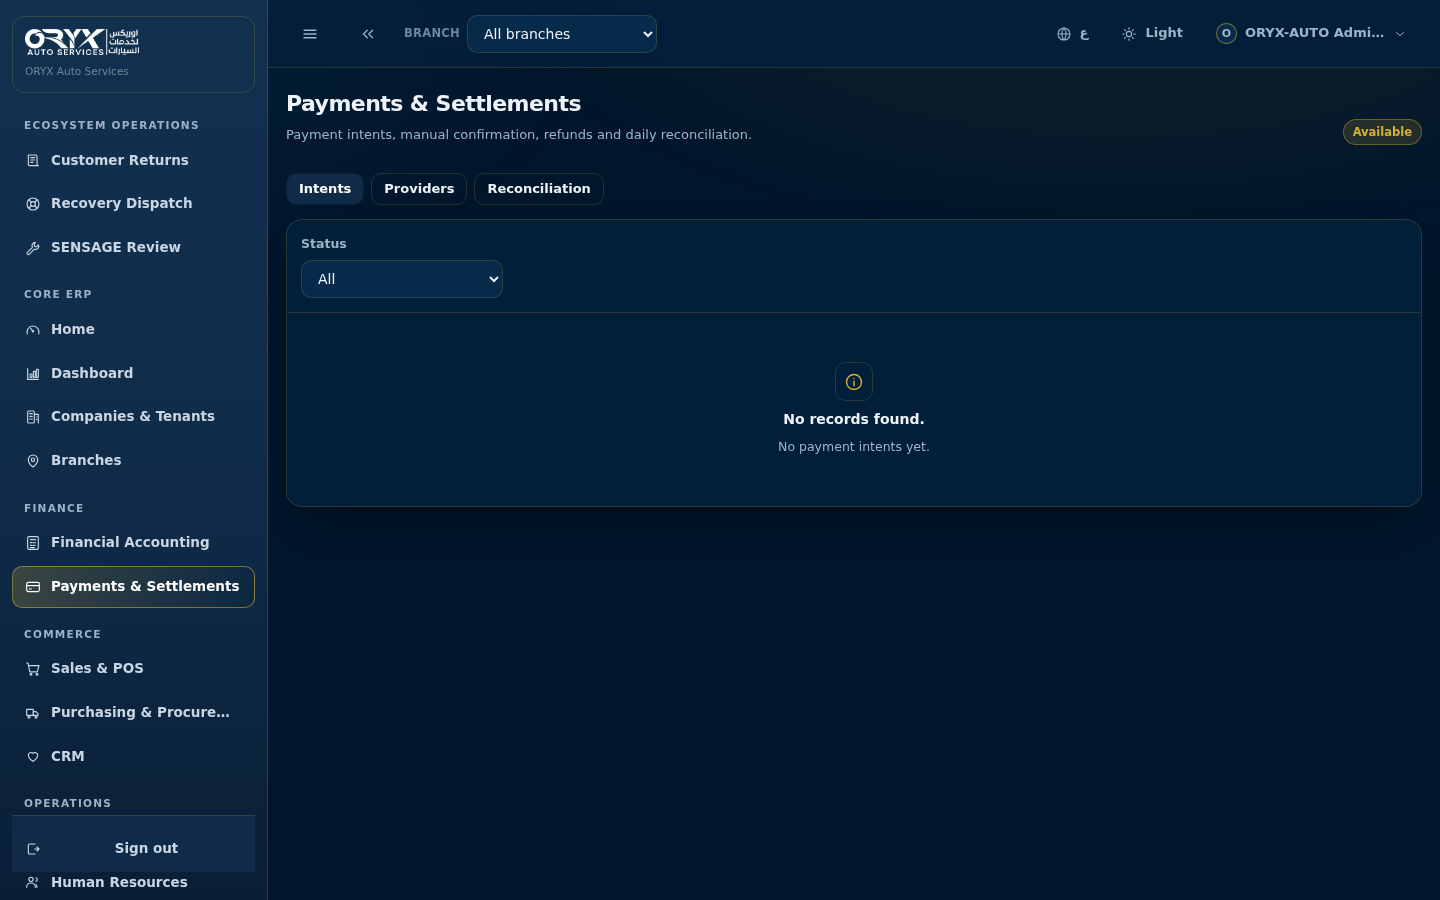 ORYX
AUTO SERVICES
اوريكس
لخدمات
السيارات
ORYX Auto Services
ECOSYSTEM OPERATIONS
Customer Returns
Recovery Dispatch
SENSAGE Review
CORE ERP
Home
Dashboard
Companies & Tenants
Branches
FINANCE
Financial Accounting
Payments & Settlements
COMMERCE
Sales & POS
Purchasing & Procure...
CRM
OPERATIONS
Sign out
Human Resources
BRANCH
All branches
ع
Light
O
ORYX-AUTO Admi...
Payments & Settlements
Payment intents, manual confirmation, refunds and daily reconciliation.
Available
Intents
Providers
Reconciliation
Status
All
No records found.
No payment intents yet.